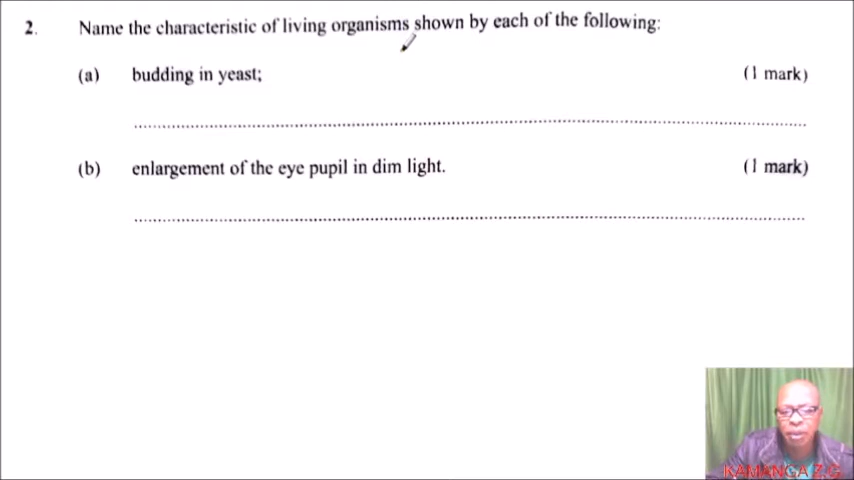 2. Name the characteristic of living organisms shown by each of the following:
(a) budding in yeast; (1 mark)
(b) enlargement of the eye pupil in dim light. (1 mark)
KAMANGA Z.G.